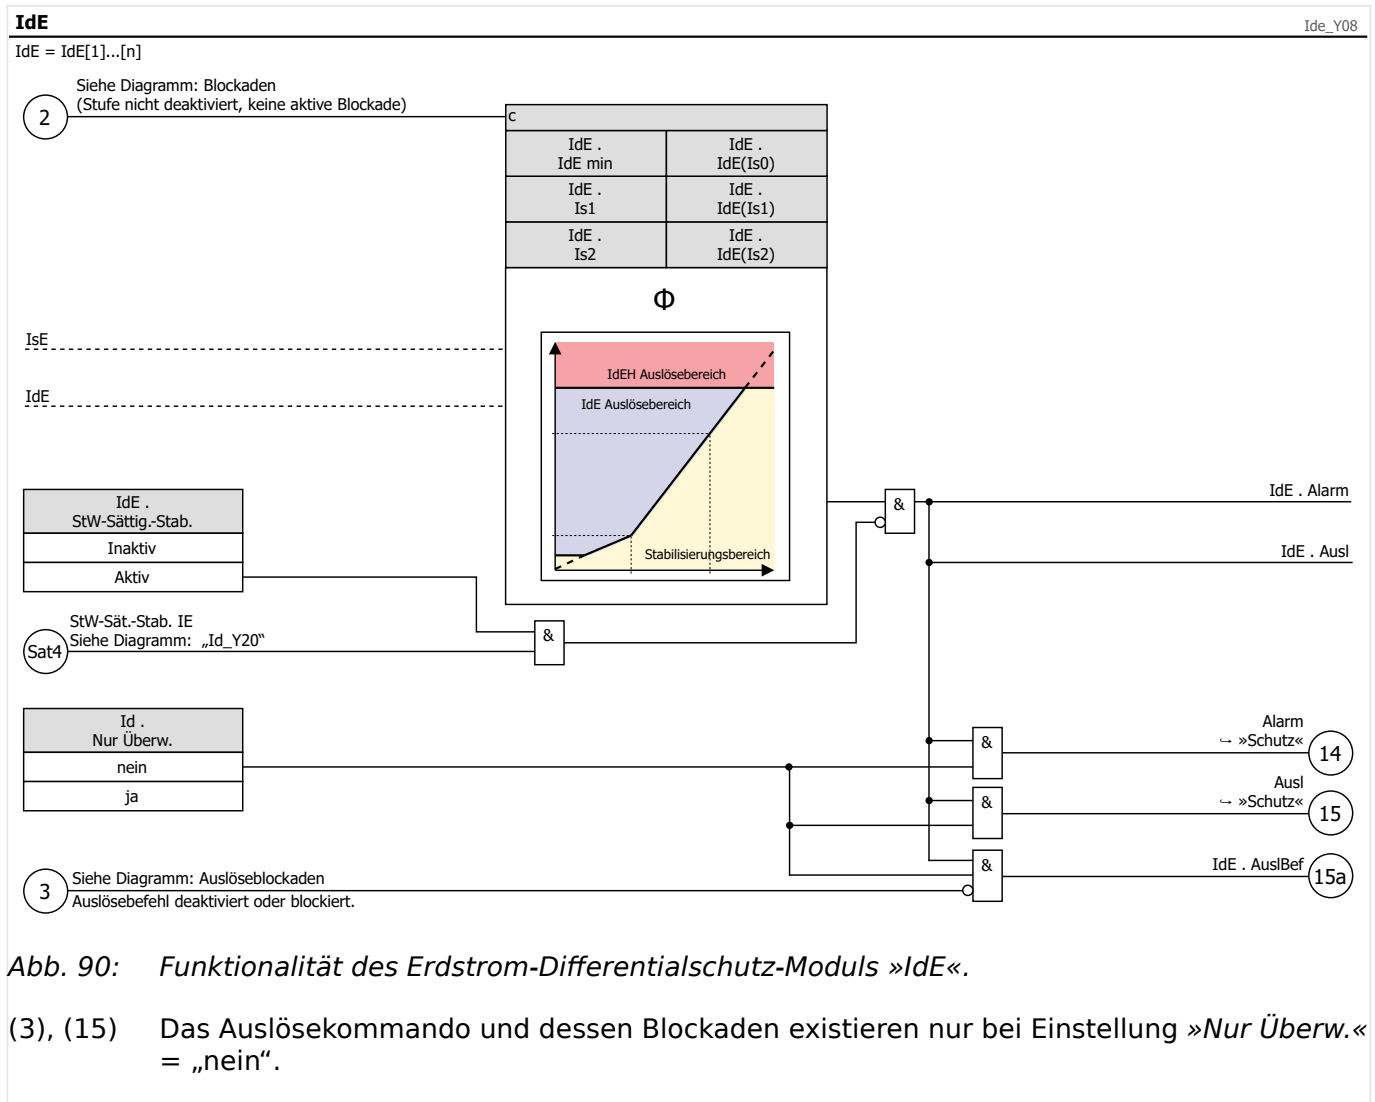 IdE
Ide_Y08
IdE = IdE[1]...[n]
Siehe Diagramm: Blockaden
(Stufe nicht deaktiviert, keine aktive Blockade)
2
c
IdE .
IdE min
IdE .
IdE(Is0)
IdE .
Is1
IdE .
IdE(Is1)
IdE .
Is2
IdE .
IdE(Is2)
Φ
IsE
IdE
IdEH Auslösebereich
IdE Auslösebereich
Stabilisierungsbereich
IdE .
StW-Sättig.-Stab.
Inaktiv
Aktiv
&
IdE . Alarm
IdE . Ausl
StW-Sät.-Stab. IE
Siehe Diagramm: „Id_Y20“
Sat4
&
Id .
Nur Überw.
nein
ja
&
Alarm
↪ »Schutz«
14
&
Ausl
↪ »Schutz«
15
&
IdE . AuslBef
15a
3
Siehe Diagramm: Auslöseblockaden
Auslösebefehl deaktiviert oder blockiert.
Abb. 90: Funktionalität des Erdstrom-Differentialschutz-Moduls »IdE«.
(3), (15) Das Auslösekommando und dessen Blockaden existieren nur bei Einstellung »Nur Überw.«
= „nein“.